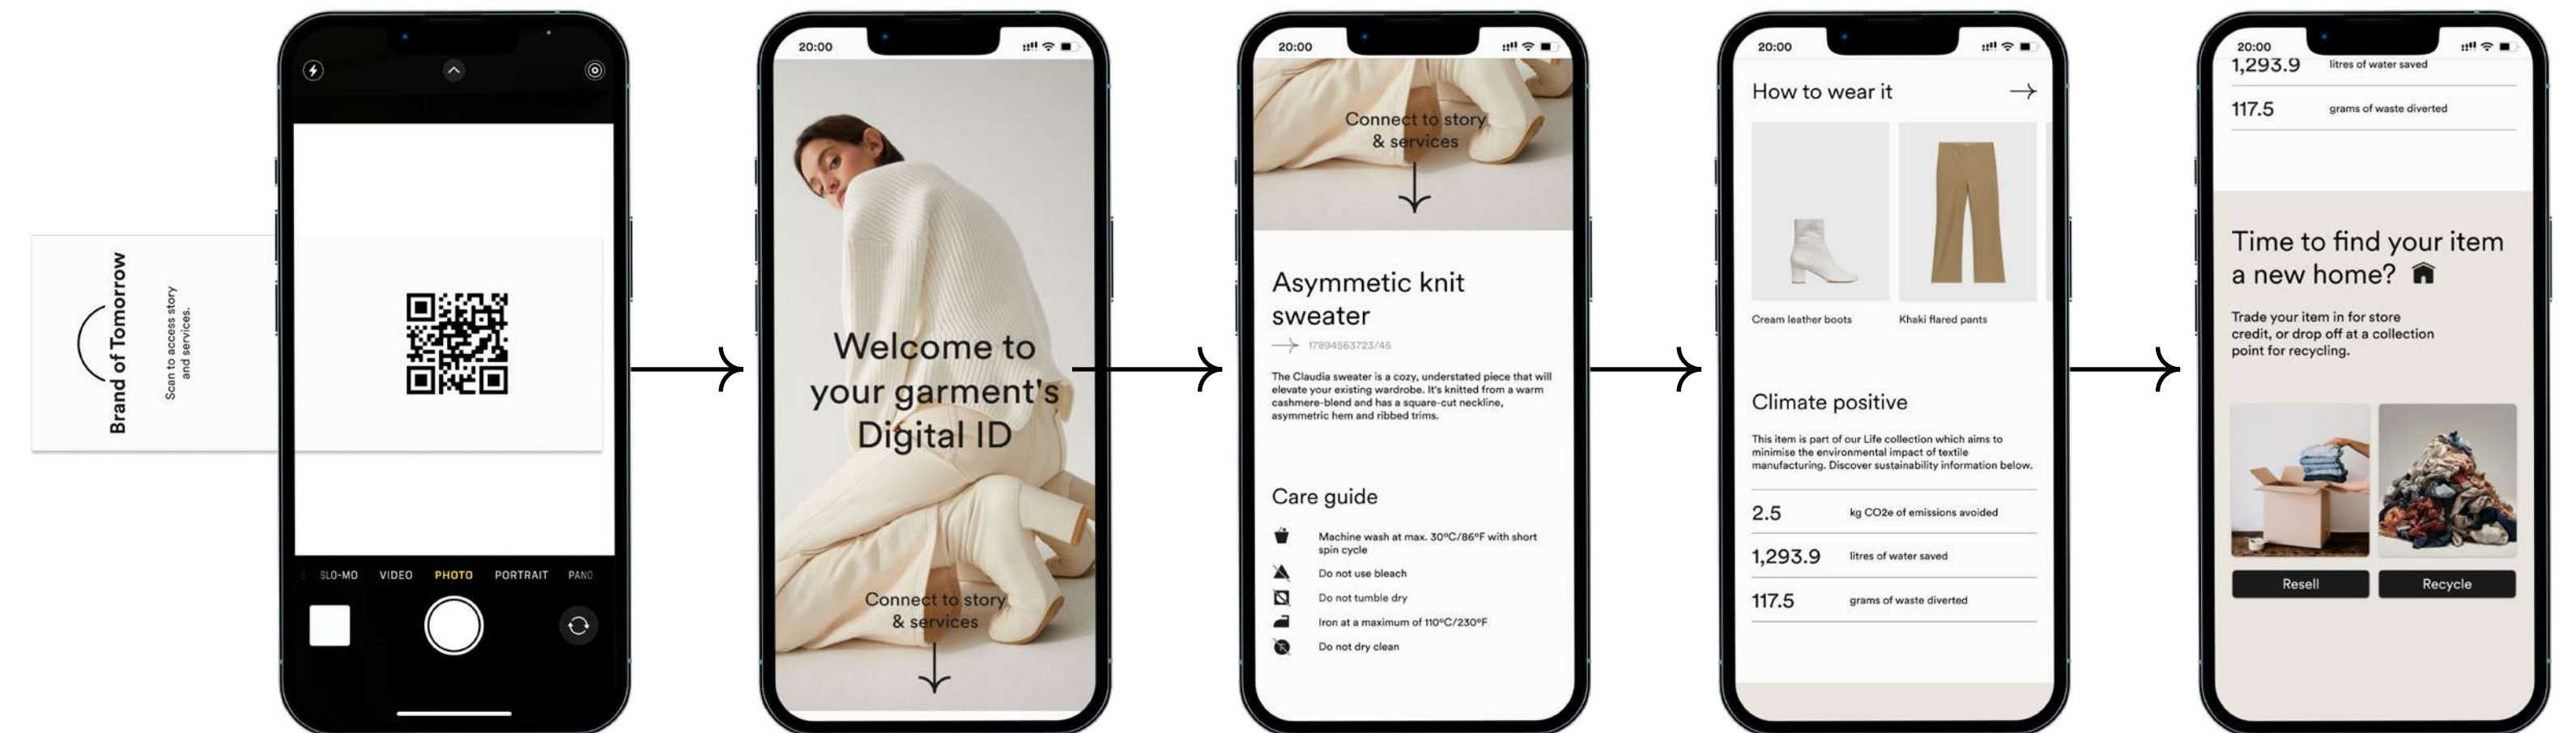 Brand of Tomorrow
Scan to access story
and services.
SLO-MO VIDEO PHOTO PORTRAIT PANO
20:00
Welcome to
your garment's
Digital ID
Connect to story
& services
20:00
Connect to story
& services
Asymmetic knit
sweater
17894563723/45
The Claudia sweater is a cozy, understated piece that will
elevate your existing wardrobe. It's knitted from a warm
cashmere-blend and has a square-cut neckline,
asymmetric hem and ribbed trims.
Care guide
Machine wash at max. 30ºC/86ºF with short
spin cycle
Do not use bleach
Do not tumble dry
Iron at a maximum of 110ºC/230ºF
Do not dry clean
20:00
How to wear it
Cream leather boots
Khaki flared pants
Climate positive
This item is part of our Life collection which aims to
minimise the environmental impact of textile
manufacturing. Discover sustainability information below.
2.5 kg CO2e of emissions avoided
1,293.9 litres of water saved
117.5 grams of waste diverted
20:00
1,293.9 litres of water saved
117.5 grams of waste diverted
Time to find your item
a new home?
Trade your item in for store
credit, or drop off at a collection
point for recycling.
Resell
Recycle